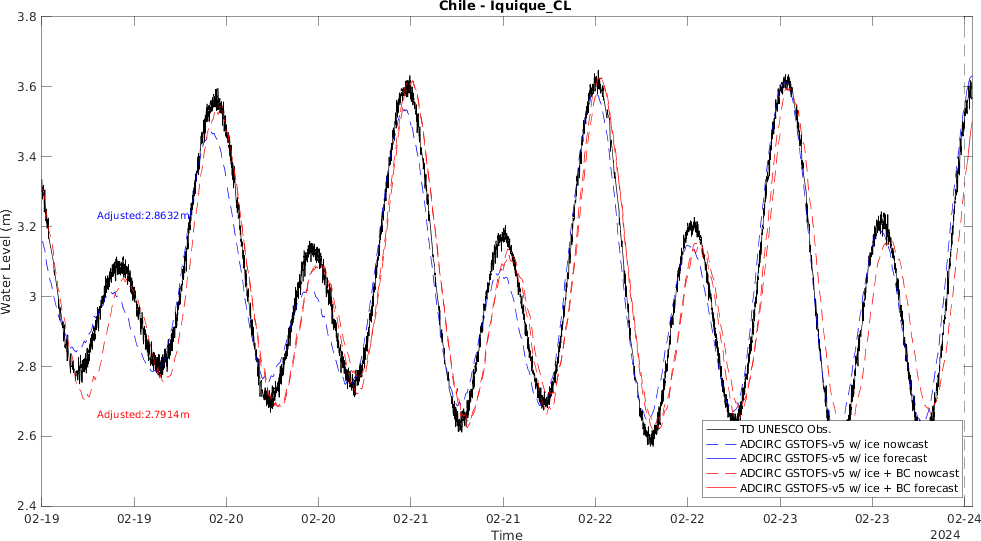 Chile - Iquique_CL
3.8
3.6
3.4
3.2
3
2.8
2.6
2.4
Water Level (m)
Adjusted:2.8632m
Adjusted:2.7914m
TD UNESCO Obs.
ADCIRC GSTOFS-v5 w/ ice nowcast
ADCIRC GSTOFS-v5 w/ ice forecast
ADCIRC GSTOFS-v5 w/ ice + BC nowcast
ADCIRC GSTOFS-v5 w/ ice + BC forecast
02-19 02-19 02-20 02-20 02-21 02-21 02-22 02-22 02-23 02-23 02-24
Time
2024